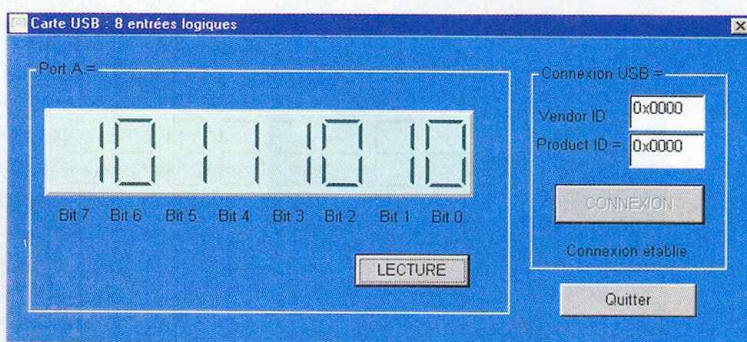 Carte USB : 8 entrées logiques
Port A =
10111010
Bit 7 Bit 6 Bit 5 Bit 4 Bit 3 Bit 2 Bit 1 Bit 0
LECTURE
Connexion USB =
Vendor ID 0x0000
Product ID = 0x0000
CONNEXION
Connexion établie
Quitter